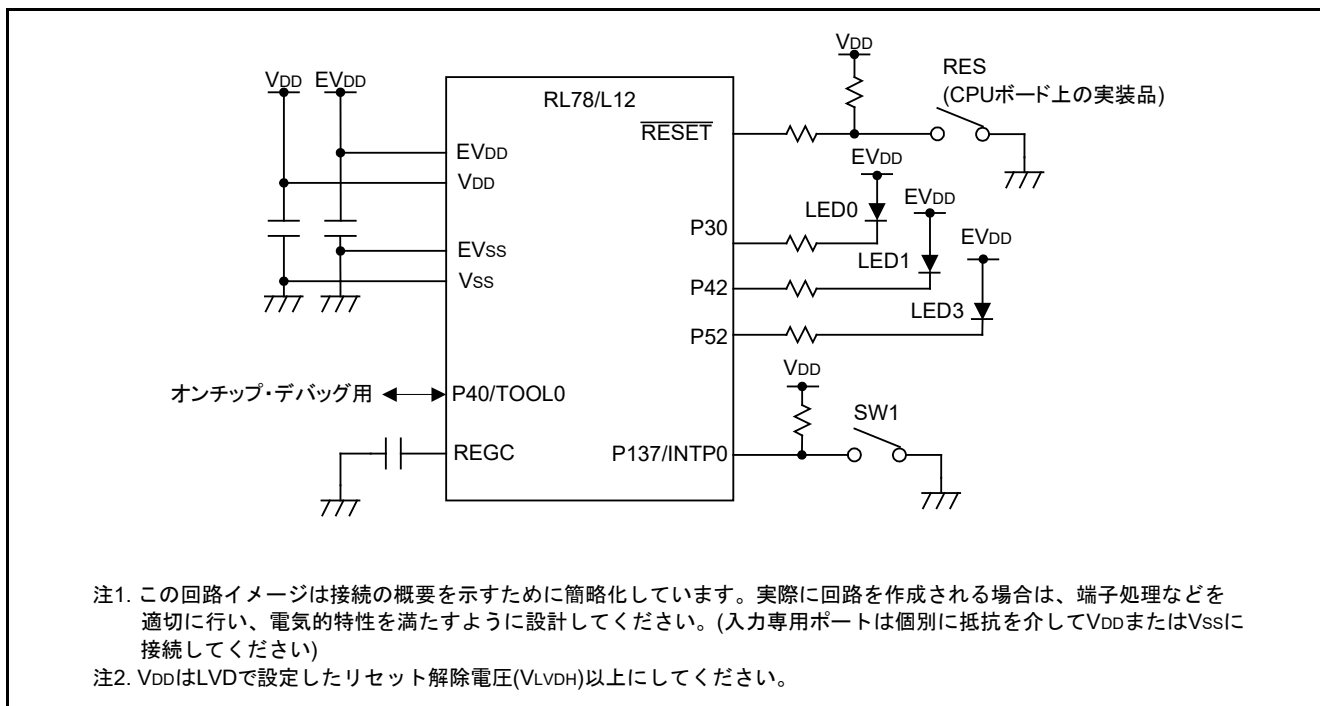 VDD EVDD
RL78/L12
VDD
RES
(CPUボード上の実装品)
RESET
EVDD
VDD
EVSS
VSS
EVDD
LED0
P30
EVDD
LED1
P42
EVDD
LED3
P52
オンチップ・デバッグ用
P40/TOOL0
REGC
VDD
SW1
P137/INTP0
注1. この回路イメージは接続の概要を示すために簡略化しています。実際に回路を作成される場合は、端子処理などを
適切に行い、電気的特性を満たすように設計してください。(入力専用ポートは個別に抵抗を介してVDDまたはVSSに
接続してください)
注2. VDDはLVDで設定したリセット解除電圧(VLVDH)以上にしてください。